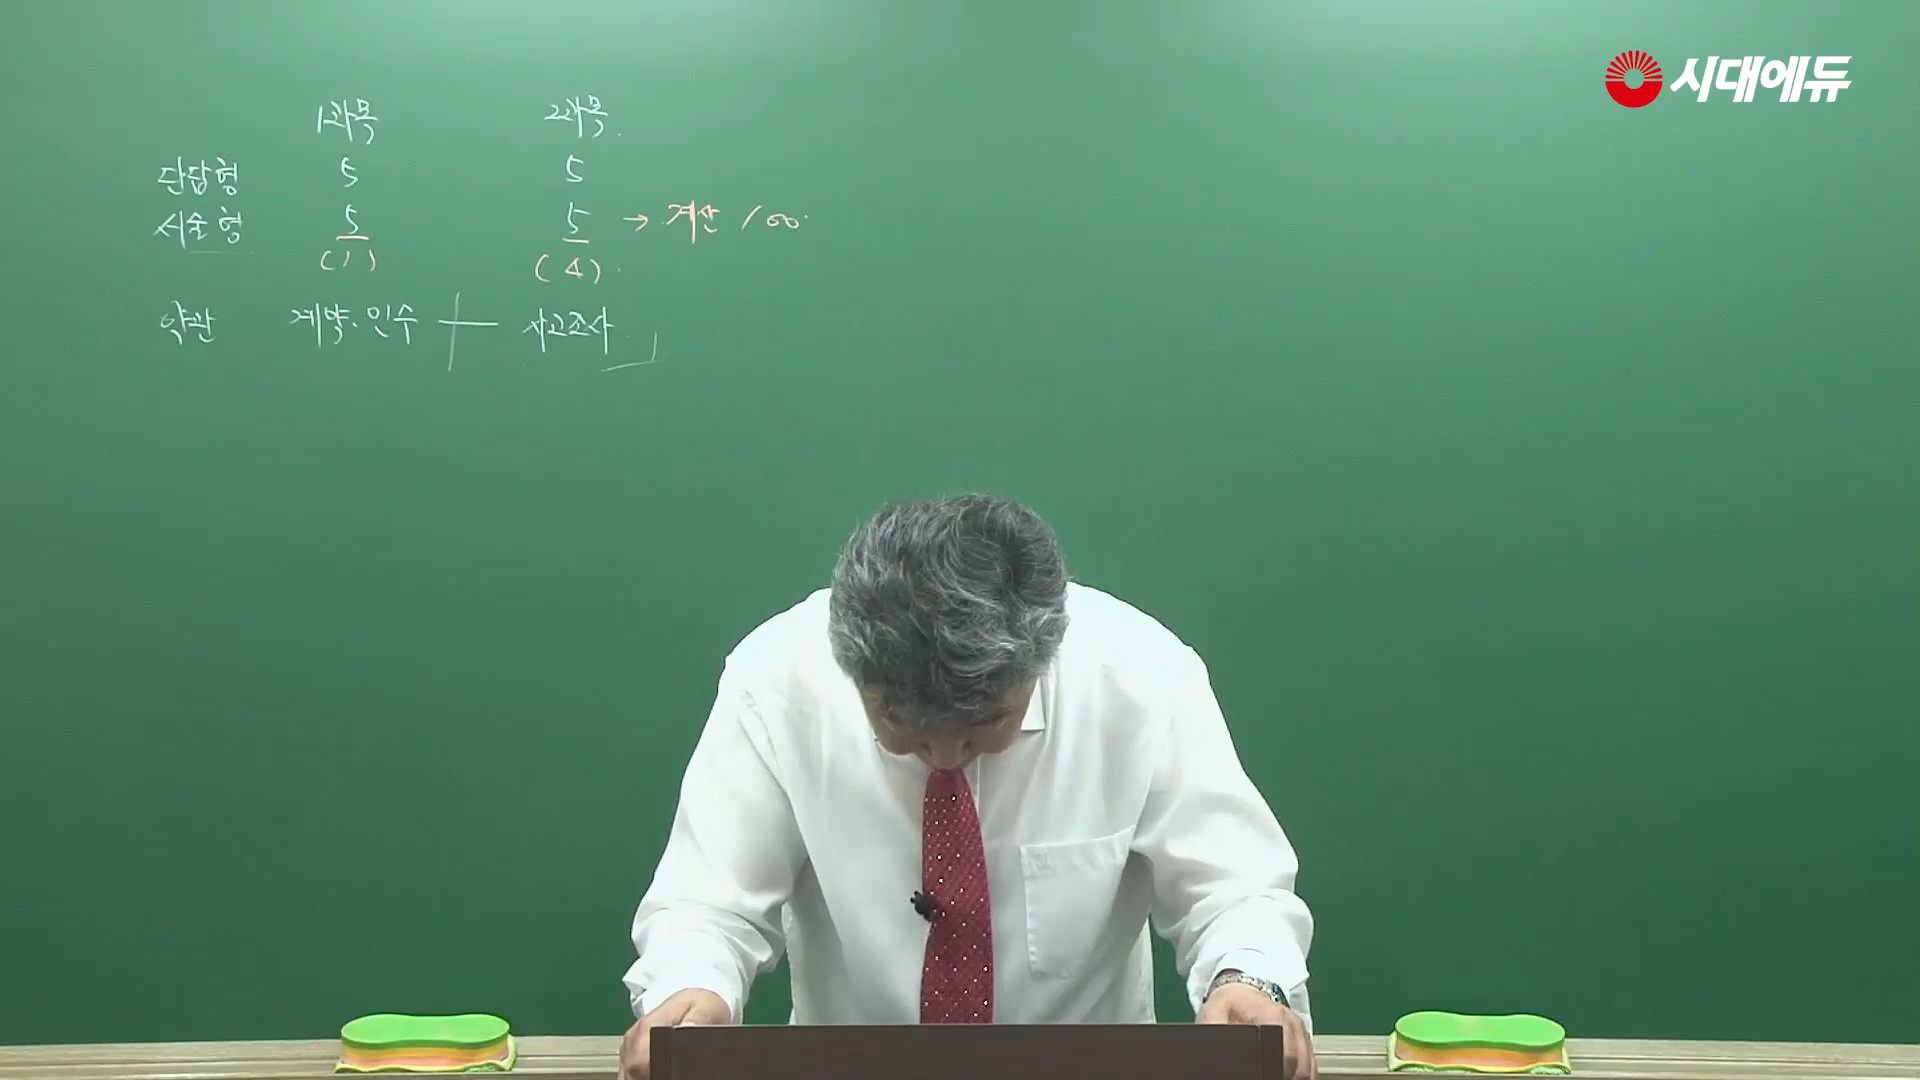 시대에듀
1과목 2과목.
단답형 5 5
서술형 5 5 → 계산 100.
(1) (4).
약관 계약.인수 사고조사